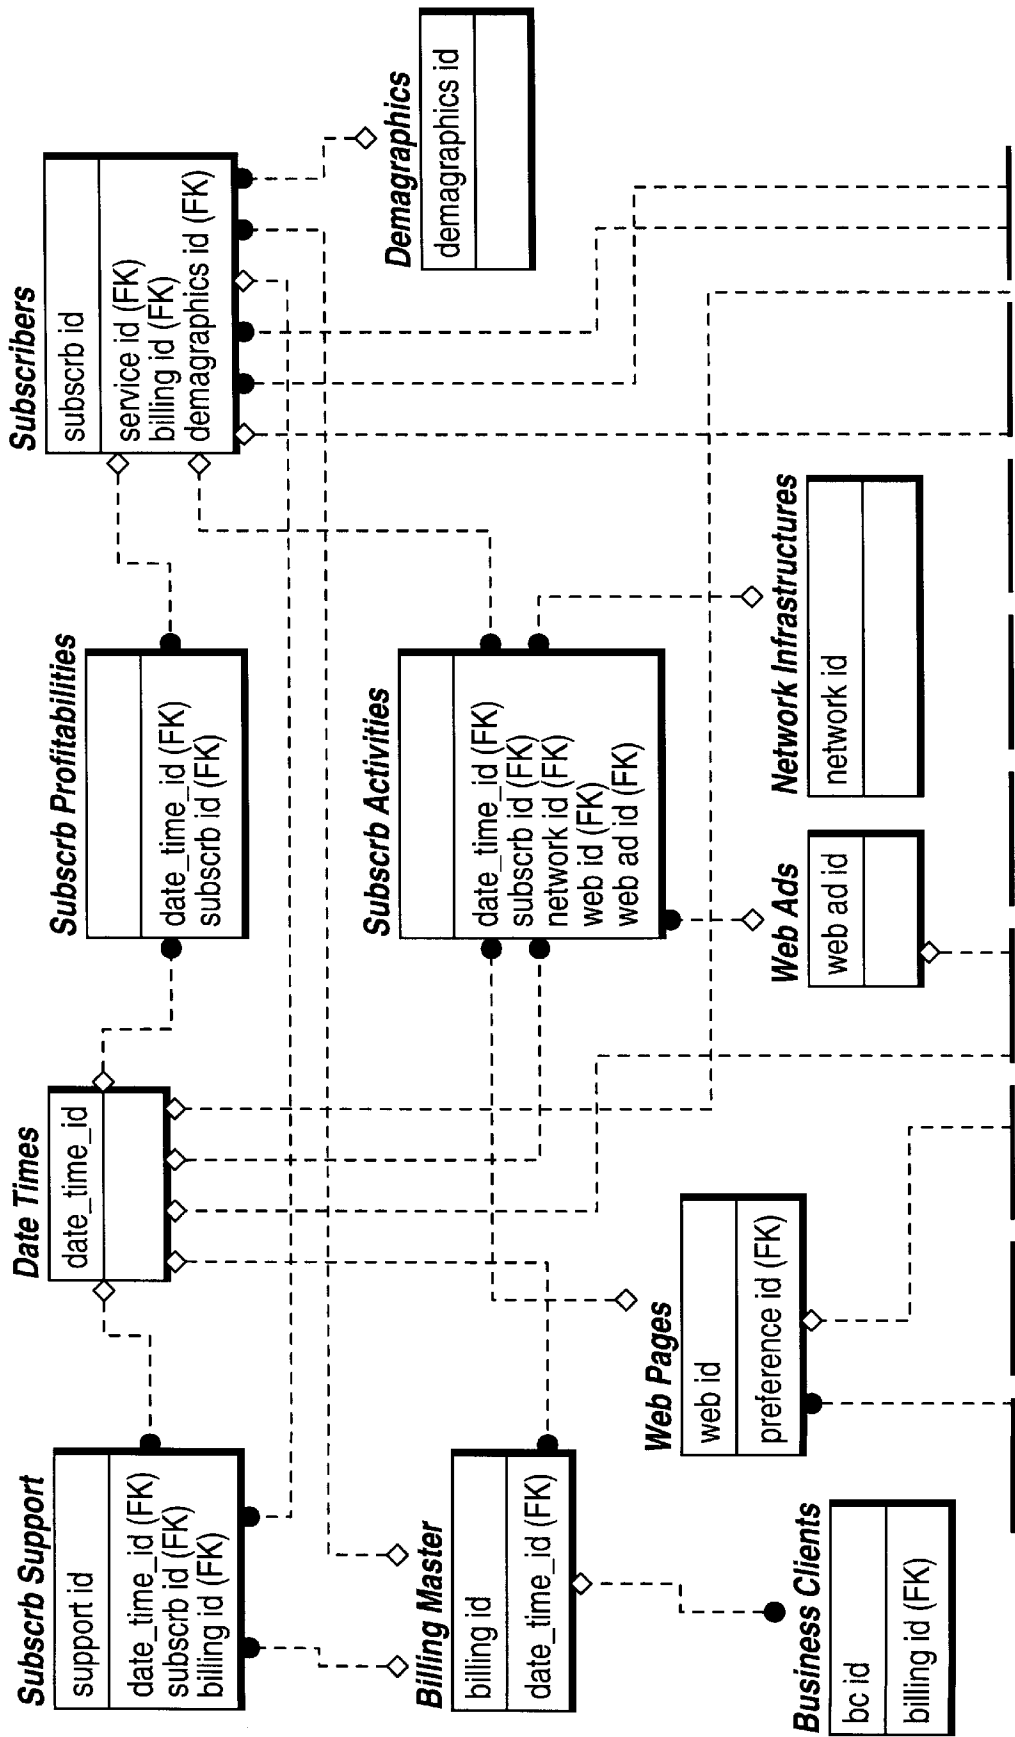 Subscrb Support
support id
date_time_id (FK)
subscrb id (FK)
billing id (FK)
Date Times
date_time_id
Subscrb Profitabilities
date_time_id (FK)
subscrb id (FK)
Subscribers
subscrb id
service id (FK)
billing id (FK)
demagraphics id (FK)
Billing Master
billing id
date_time_id (FK)
Subscrb Activities
date_time_id (FK)
subscrb id (FK)
network id (FK)
web id (FK)
web ad id (FK)
Demagraphics
demagraphics id
Web Pages
web id
preference id (FK)
Business Clients
bc id
billing id (FK)
Web Ads
web ad id
Network Infrastructures
network id